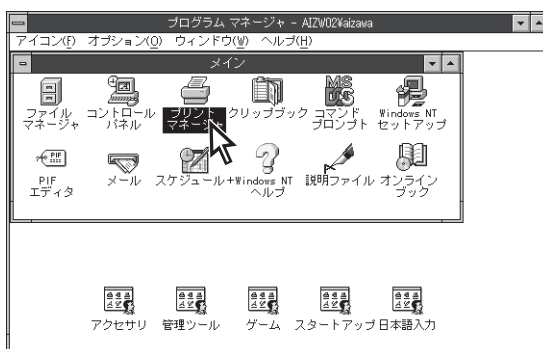 プログラム マネージャ - AIZW02¥aizawa
アイコン(F) オプション(O) ウィンドウ(W) ヘルプ(H)
メイン
ファイル
マネージャ
コントロール
パネル
プリント
マネージャ
クリップブック
MS
DOS
コマンド
プロンプト
Windows NT
セットアップ
PIF
PIF
エディタ
メール
スケジュール+
Windows NT
ヘルプ
説明ファイル
オンライン
ブック
アクセサリ
管理ツール
ゲーム
スタートアップ
日本語入力